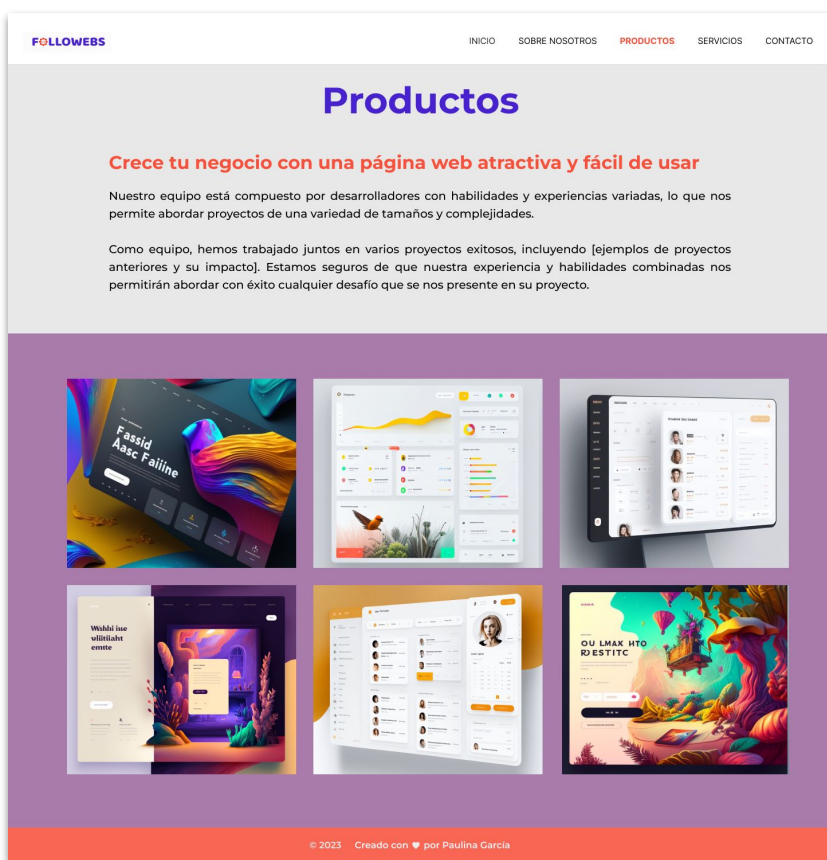 FOLLOWEBS
INICIO SOBRE NOSOTROS PRODUCTOS SERVICIOS CONTACTO
Productos
Crece tu negocio con una página web atractiva y fácil de usar
Nuestro equipo está compuesto por desarrolladores con habilidades y experiencias variadas, lo que nos
permite abordar proyectos de una variedad de tamaños y complejidades.
Como equipo, hemos trabajado juntos en varios proyectos exitosos, incluyendo [ejemplos de proyectos
anteriores y su impacto]. Estamos seguros de que nuestra experiencia y habilidades combinadas nos
permitirán abordar con éxito cualquier desafío que se nos presente en su proyecto.
Fassid
Aasc Faiiine
Wishhi ise
vliitiiaht
emite
OU LMAX HTO
RESTITC
© 2023 Creado con ♥ por Paulina García